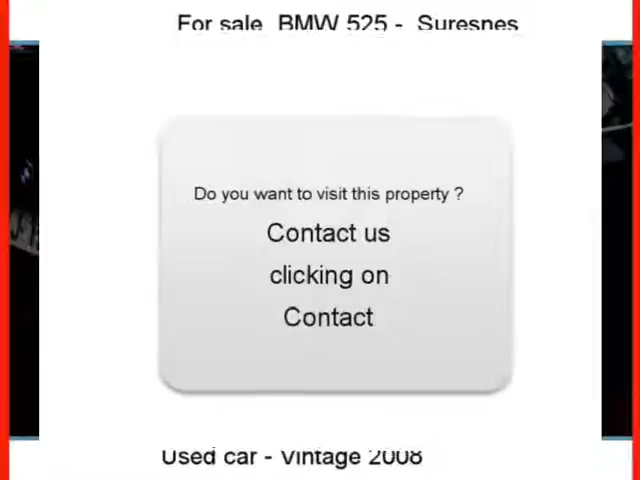 For sale BMW 525 - Suresnes
Do you want to visit this property ?
Contact us
clicking on
Contact
Used car - Vintage 2008